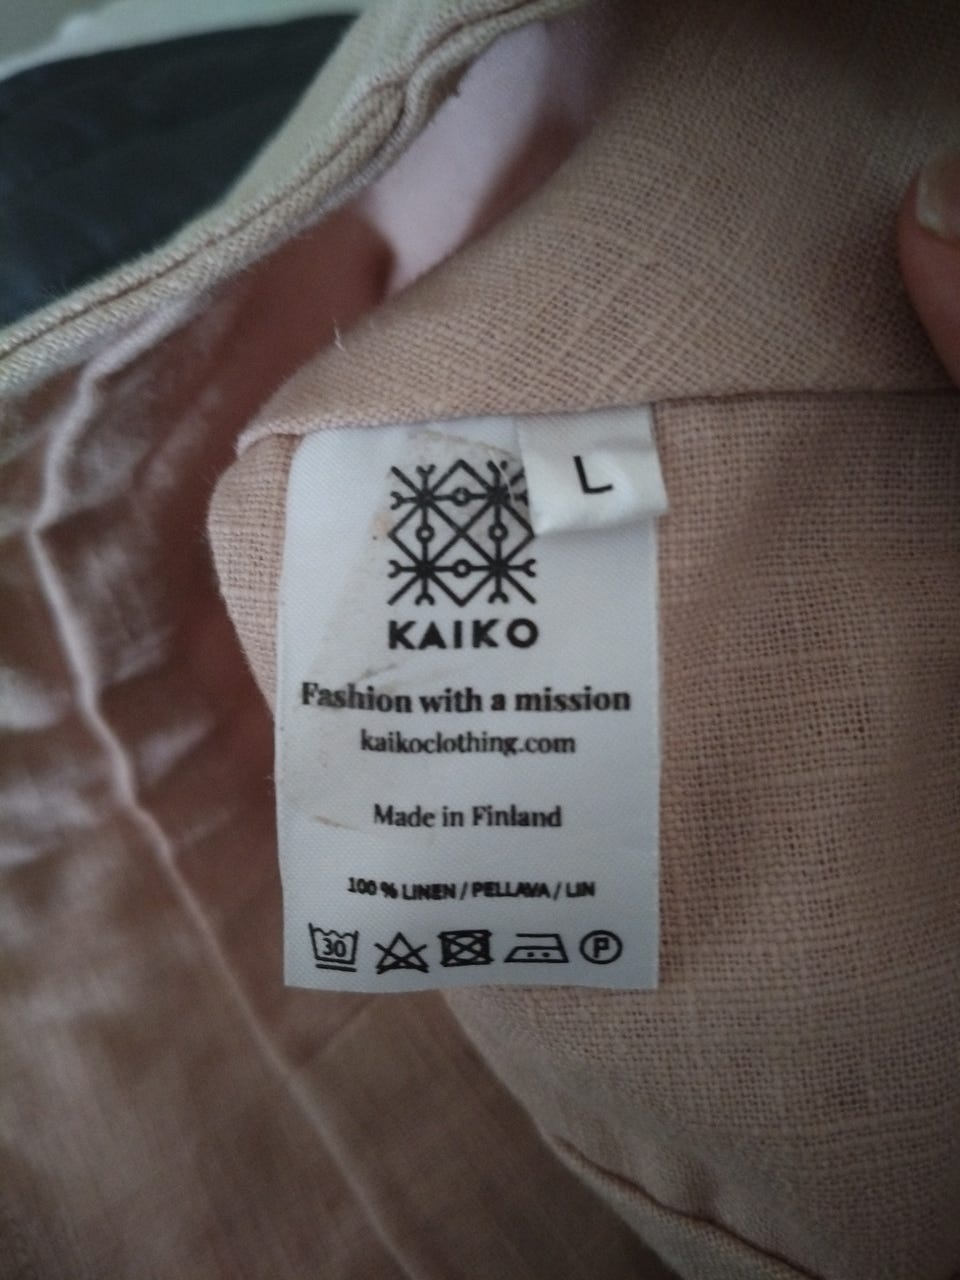 L
KAIKO
Fashion with a mission
kaikoclothing.com
Made in Finland
100 % LINEN / PELLAVA / LIN
30
P